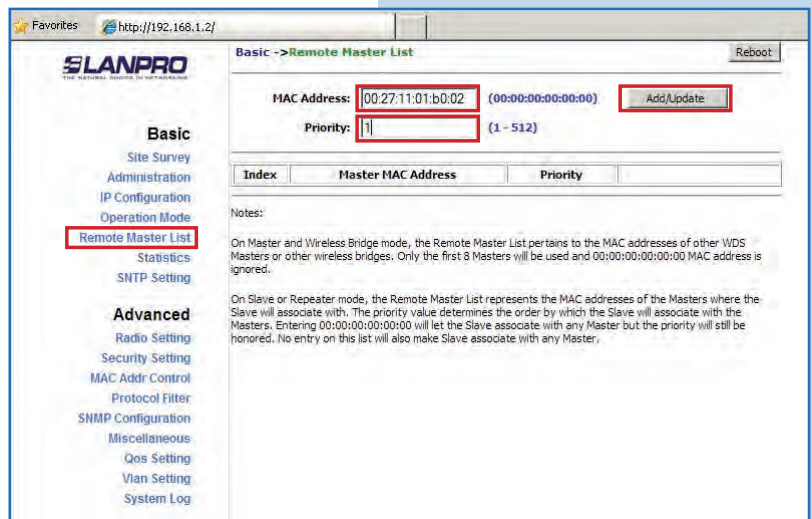 Favorites
http://192.168.1.2/
LANPRO
THE NATURAL CHOICE IN NETWORKING
Basic ->Remote Master List
Reboot
MAC Address: 00:27:11:01:b0:02 (00:00:00:00:00:00) Add/Update
Priority: 1 (1 - 512)
Basic
Site Survey
Administration
IP Configuration
Operation Mode
Remote Master List
Statistics
SNTP Setting
Advanced
Radio Setting
Security Setting
MAC Addr Control
Protocol Filter
SNMP Configuration
Miscellaneous
Qos Setting
Vlan Setting
System Log
Index Master MAC Address Priority
Notes:
On Master and Wireless Bridge mode, the Remote Master List pertains to the MAC addresses of other WDS
Masters or other wireless bridges. Only the first 8 Masters will be used and 00:00:00:00:00:00 MAC address is
ignored.
On Slave or Repeater mode, the Remote Master List represents the MAC addresses of the Masters where the
Slave will associate with. The priority value determines the order by which the Slave will associate with the
Masters. Entering 00:00:00:00:00:00 will let the Slave associate with any Master but the priority will still be
honored. No entry on this list will also make Slave associate with any Master.